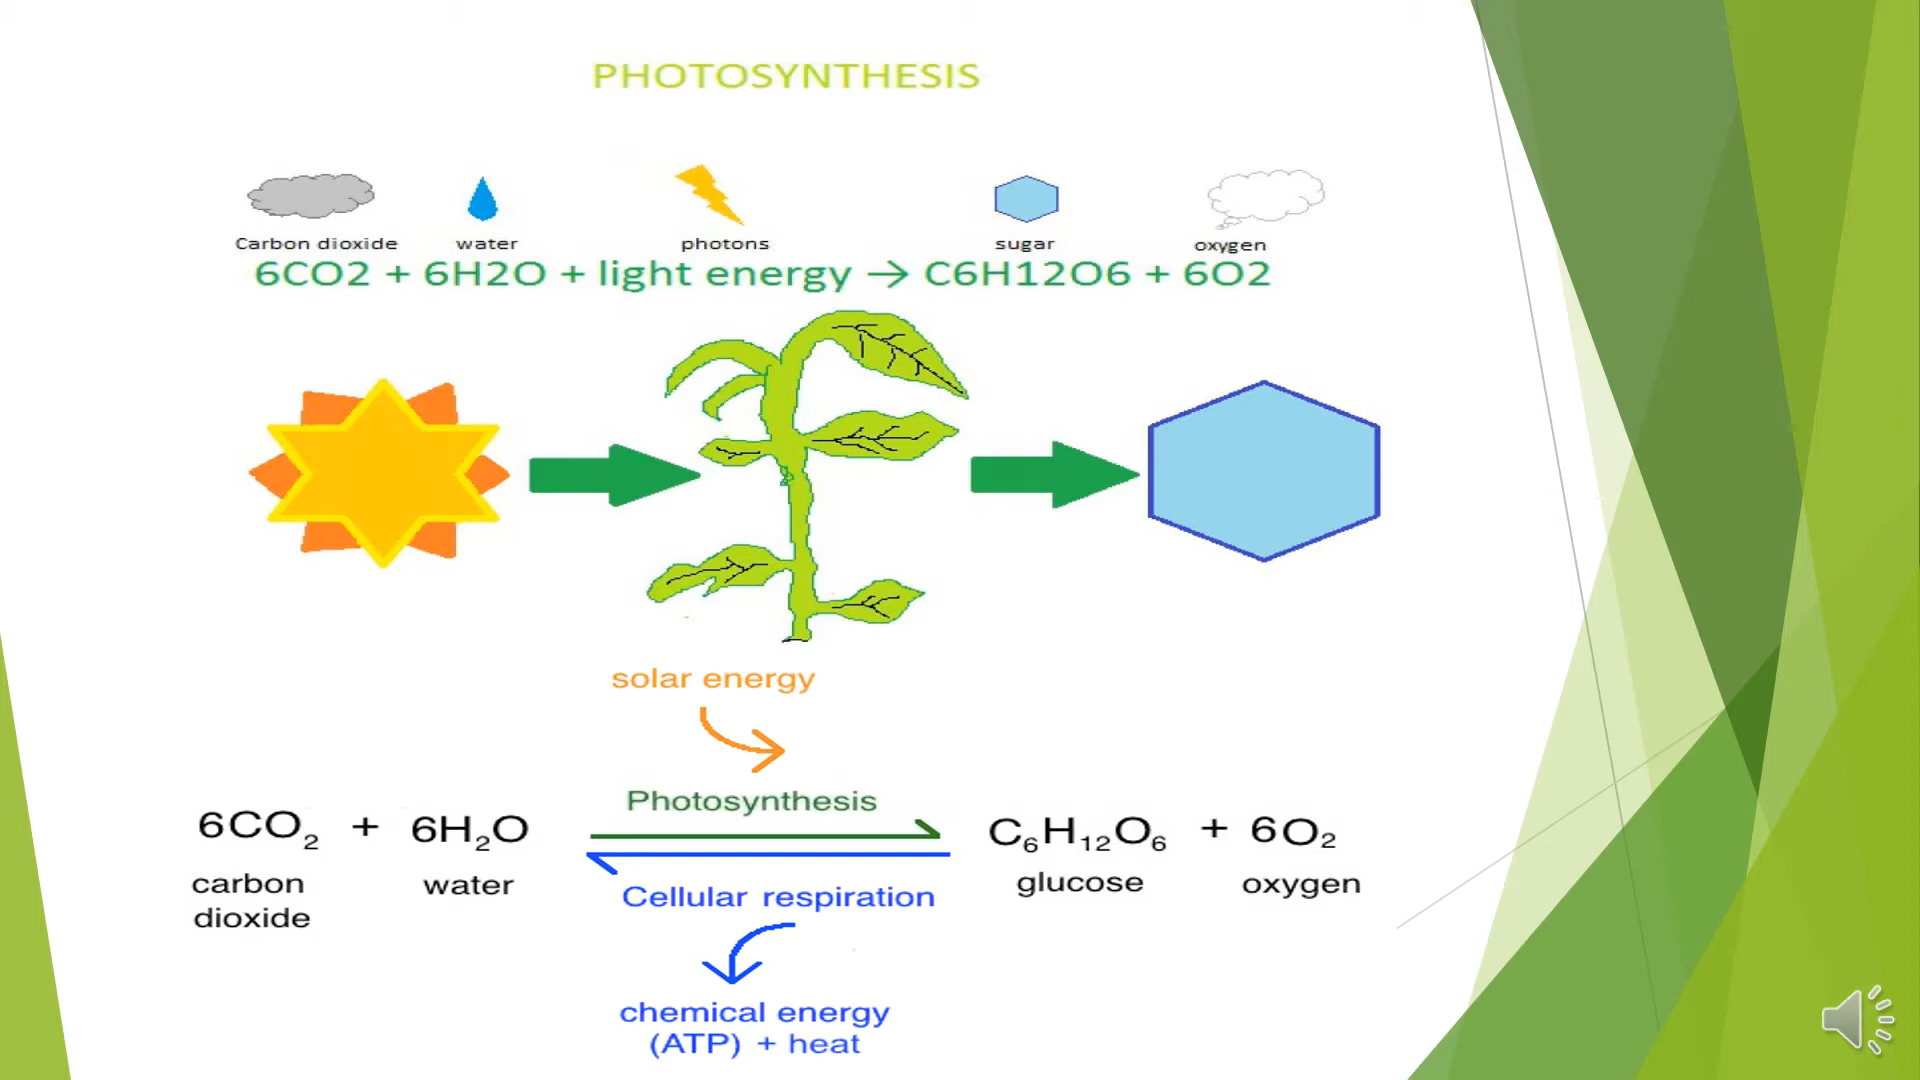 PHOTOSYNTHESIS
Carbon dioxide water photons sugar oxygen
6CO2 + 6H2O + light energy → C6H12O6 + 6O2
solar energy
Photosynthesis
6CO₂ + 6H₂O C₆H₁₂O₆ + 6O₂
carbon dioxide water glucose oxygen
Cellular respiration
chemical energy
(ATP) + heat